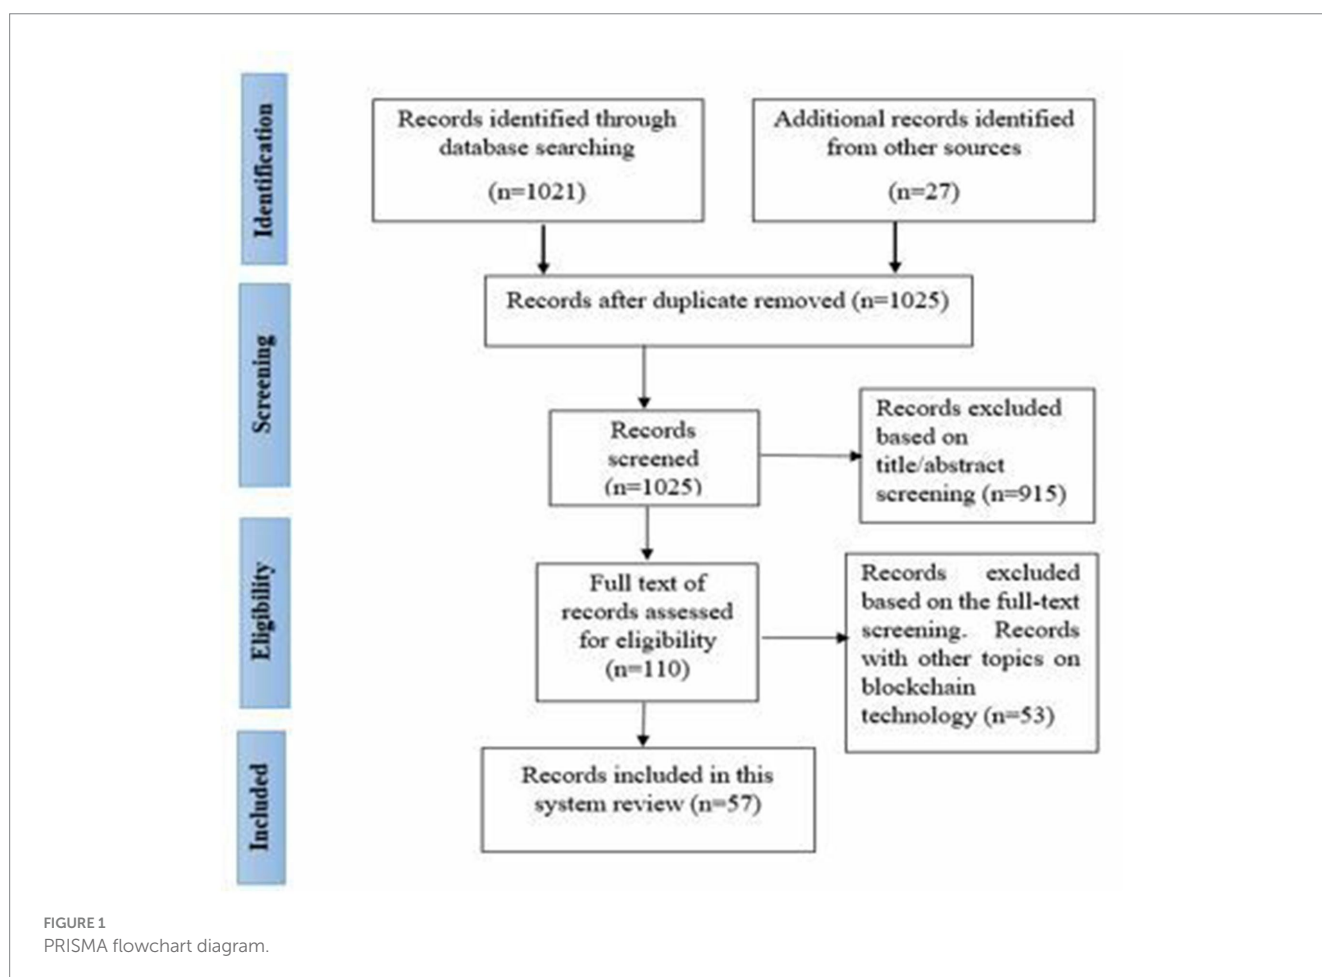 Identification
Records identified through
database searching
(n=1021)
Additional records identified
from other sources
(n=27)
Screening
Records after duplicate removed (n=1025)
Records
screened
(n=1025)
Records excluded
based on
title/abstract
screening (n=915)
Eligibility
Full text of
records assessed
for eligibility
(n=110)
Records excluded
based on the full-text
screening. Records
with other topics on
blockchain
technology (n=53)
Included
Records included in this
system review (n=57)
FIGURE 1
PRISMA flowchart diagram.